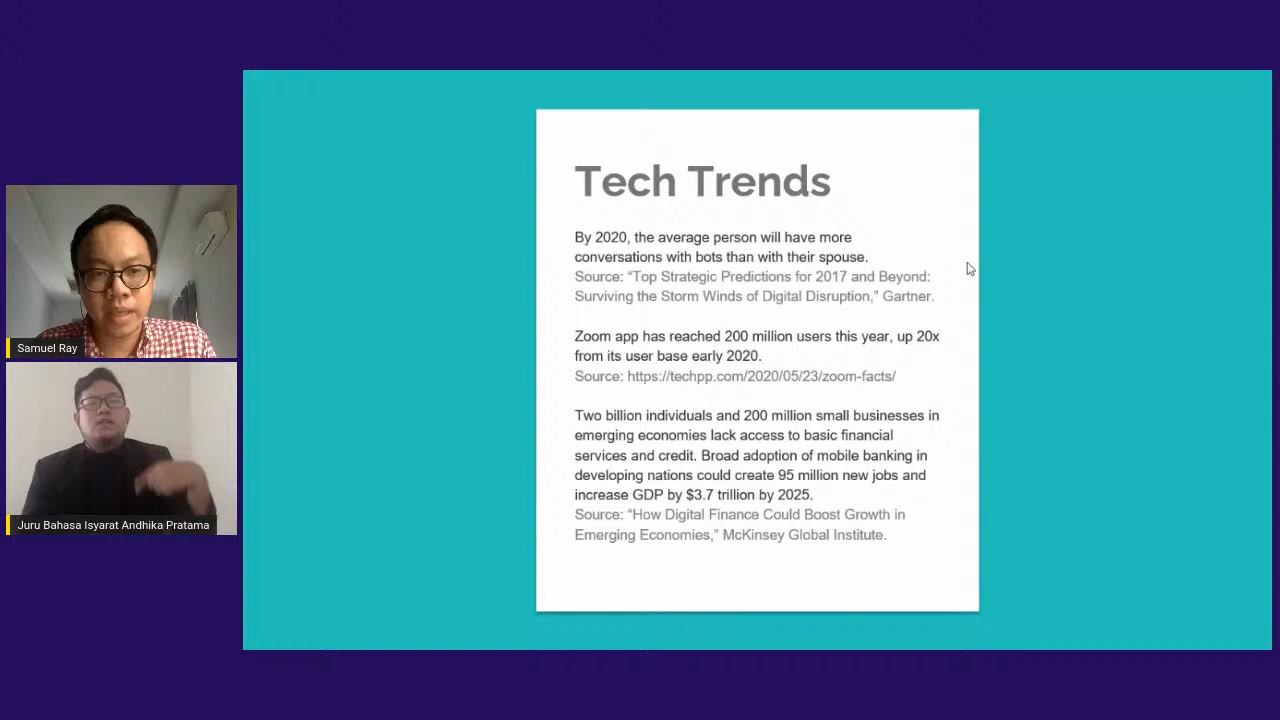 Tech Trends
By 2020, the average person will have more
conversations with bots than with their spouse.
Source: “Top Strategic Predictions for 2017 and Beyond:
Surviving the Storm Winds of Digital Disruption,” Gartner.
Zoom app has reached 200 million users this year, up 20x
from its user base early 2020.
Source: https://techpp.com/2020/05/23/zoom-facts/
Two billion individuals and 200 million small businesses in
emerging economies lack access to basic financial
services and credit. Broad adoption of mobile banking in
developing nations could create 95 million new jobs and
increase GDP by $3.7 trillion by 2025.
Source: “How Digital Finance Could Boost Growth in
Emerging Economies,” McKinsey Global Institute.
Samuel Ray
Juru Bahasa Isyarat Andhika Pratama